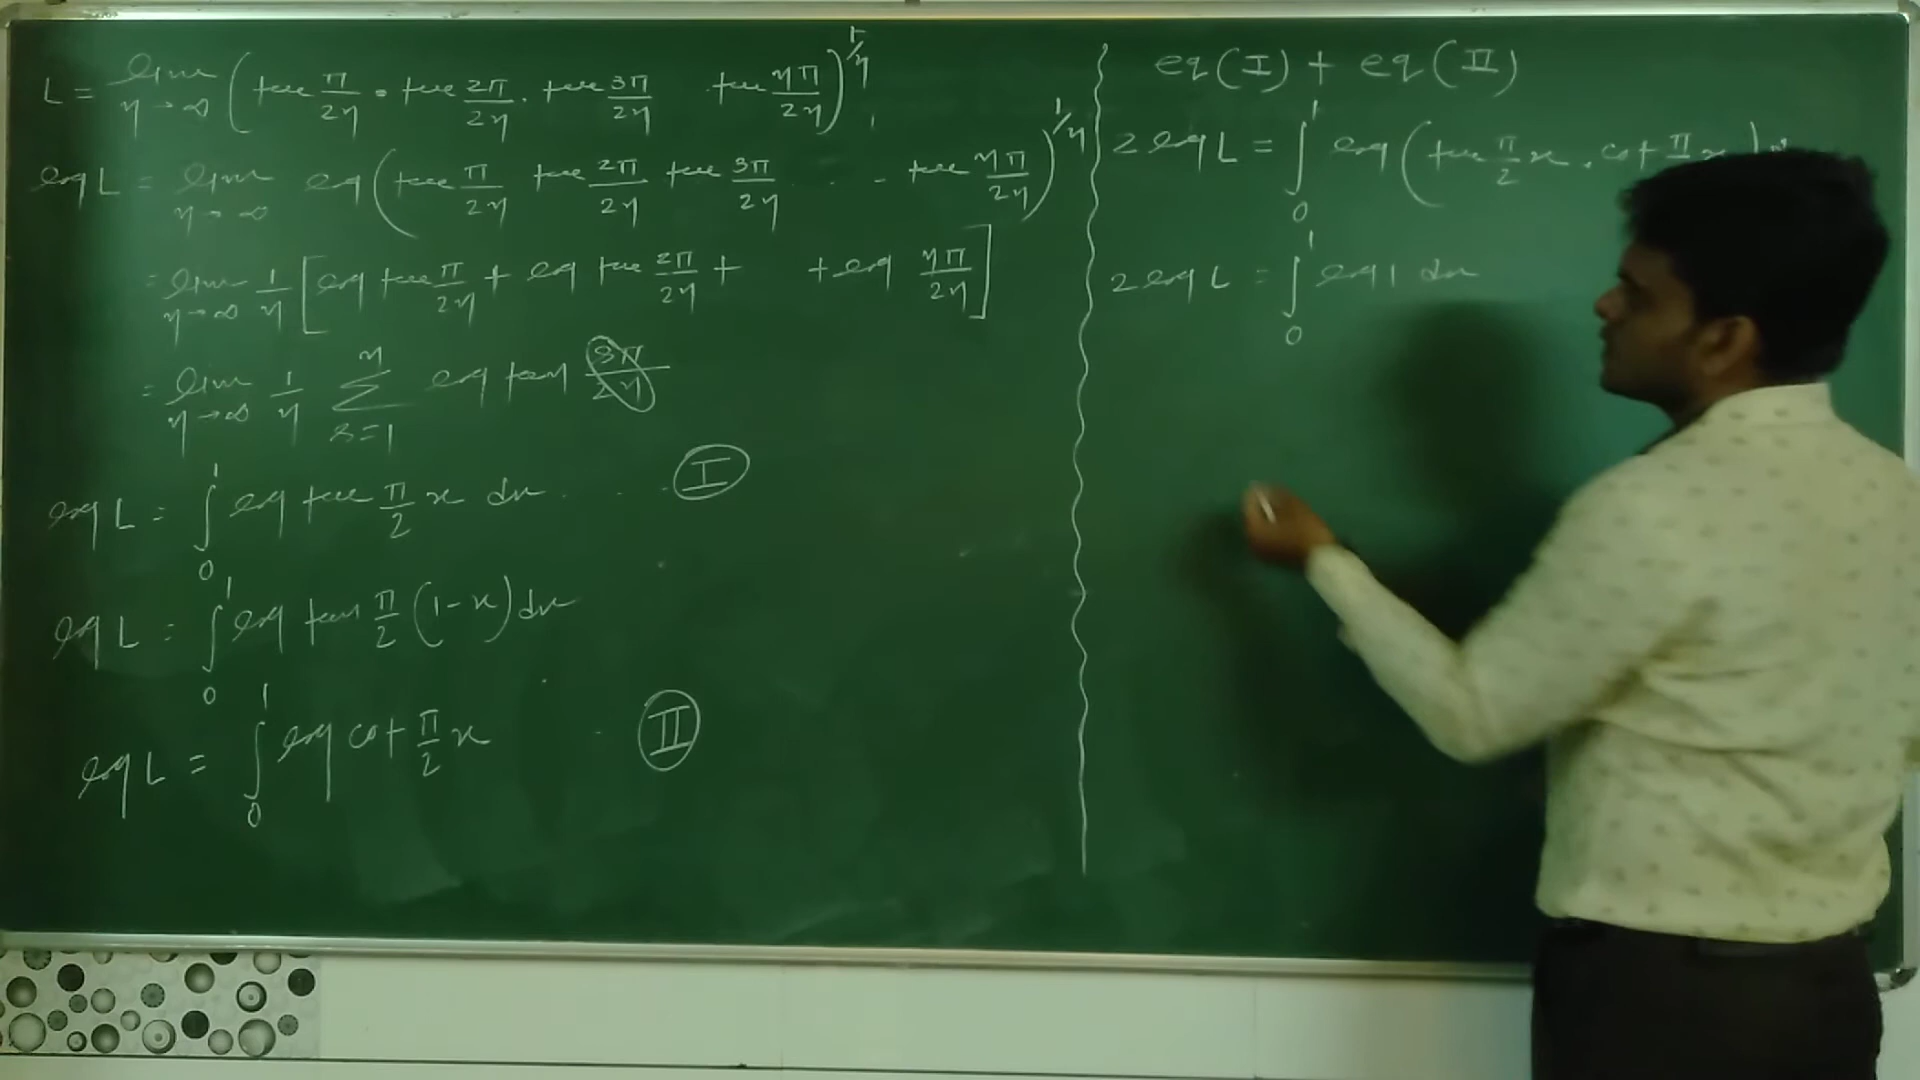 L = lim n→∞ (tan π/2n · tan 2π/2n · tan 3π/2n tan nπ/2n)^1/n
log L = lim n→∞ log (tan π/2n tan 2π/2n tan 3π/2n . . . tan nπ/2n)^1/n
= lim n→∞ 1/n [log tan π/2n + log tan 2π/2n + + log nπ/2n]
= lim n→∞ 1/n ∑ n r=1 log tan rπ/2n
log L = ∫₀¹ log tan π/2 x dx . . . . (I)
log L = ∫₀¹ log tan π/2 (1-x) dx
log L = ∫₀¹ log cot π/2 x . (II)
eq (I) + eq (II)
2 log L = ∫₀¹ log (tan π/2 x . cot π/2 x)
2 log L = ∫₀¹ log 1 dx